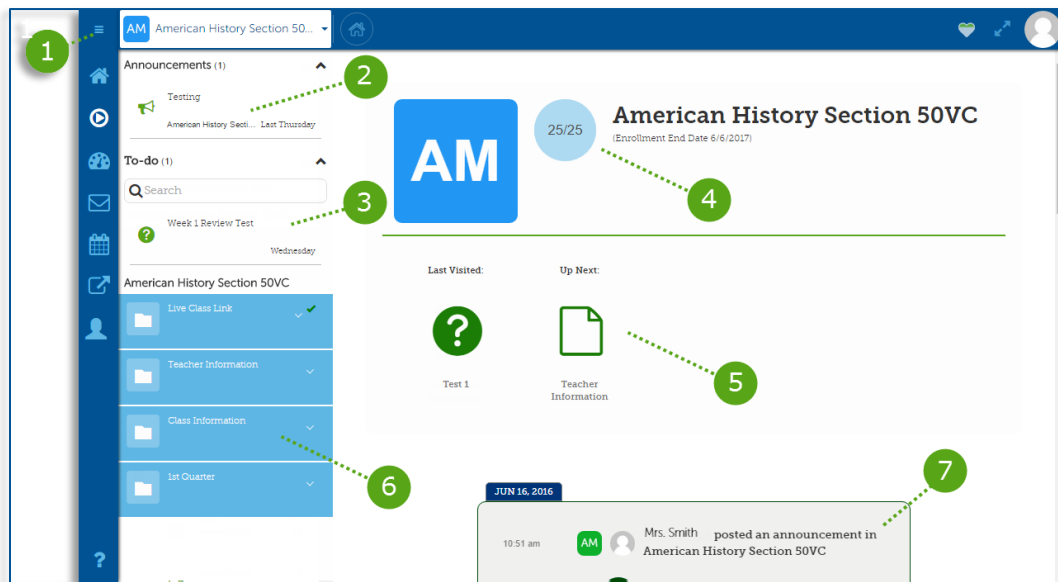 1
AM American History Section 50...
Announcements (1)
2
Testing
American History Secti... Last Thursday
To-do (1)
Search
3
Week 1 Review Test
Wednesday
American History Section 50VC
Live Class Link
Teacher Information
Class Information
6
1st Quarter
?
AM
25/25
American History Section 50VC
(Enrollment End Date 6/6/2017)
4
Last Visited:
Up Next:
?
5
Test 1
Teacher
Information
7
JUN 16, 2016
10:51 am
AM
Mrs. Smith posted an announcement in
American History Section 50VC